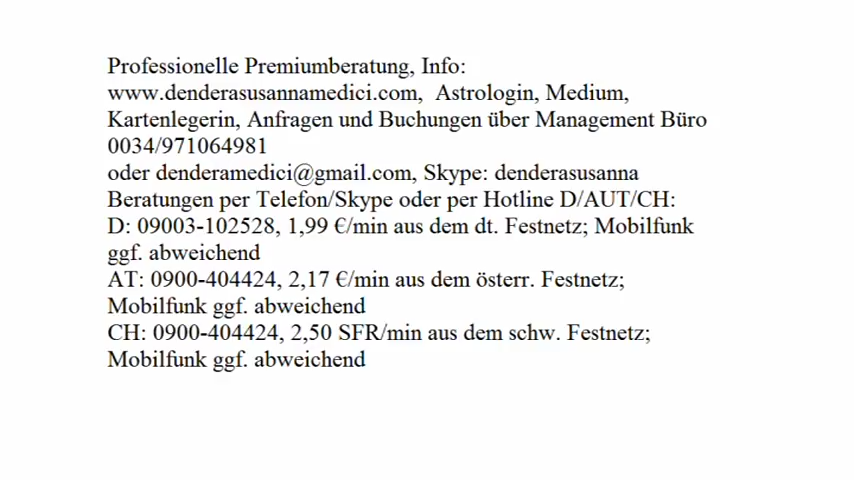 Professionelle Premiumberatung, Info:
www.denderasusannamedici.com,  Astrologin, Medium,
Kartenlegerin, Anfragen und Buchungen über Management Büro
0034/971064981
oder denderamedici@gmail.com, Skype: denderasusanna
Beratungen per Telefon/Skype oder per Hotline D/AUT/CH:
D: 09003-102528, 1,99 €/min aus dem dt. Festnetz; Mobilfunk
ggf. abweichend
AT: 0900-404424, 2,17 €/min aus dem österr. Festnetz;
Mobilfunk ggf. abweichend
CH: 0900-404424, 2,50 SFR/min aus dem schw. Festnetz;
Mobilfunk ggf. abweichend